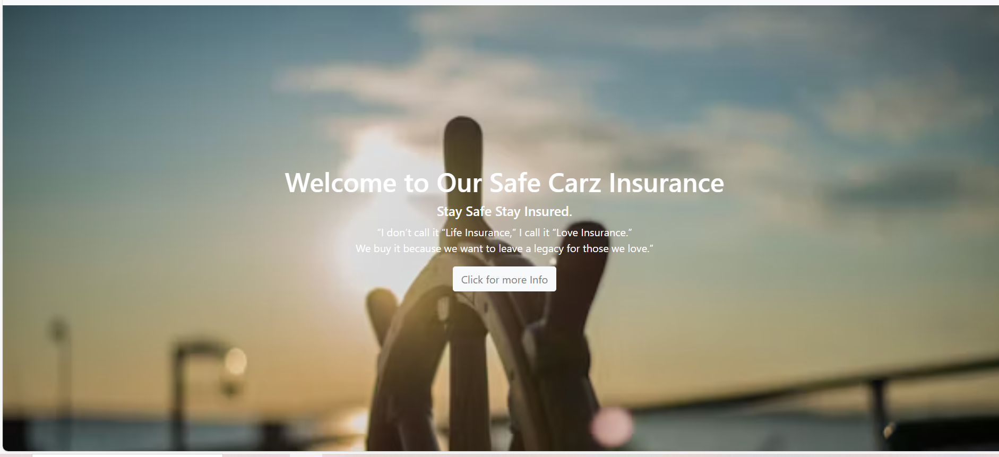 Welcome to Our Safe Carz Insurance
Stay Safe Stay Insured.
“I don’t call it “Life Insurance,” I call it “Love Insurance.”
We buy it because we want to leave a legacy for those we love.”
Click for more Info